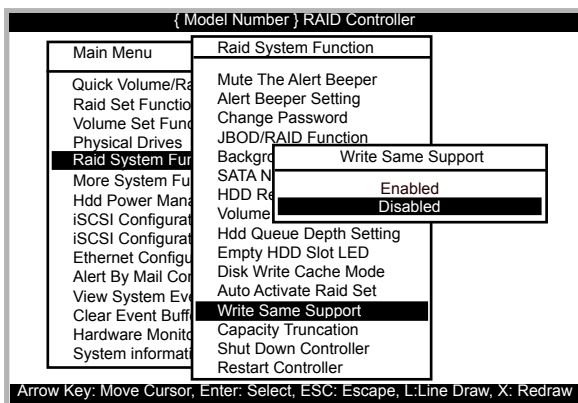 { Model Number } RAID Controller
Main Menu
Quick Volume/Ra
Raid Set Functio
Volume Set Func
Physical Drives
Raid System Fun
More System Fu
Hdd Power Mana
iSCSI Configurat
iSCSI Configurat
Ethernet Configu
Alert By Mail Con
View System Eve
Clear Event Buff
Hardware Monito
System informati
Raid System Function
Mute The Alert Beeper
Alert Beeper Setting
Change Password
JBOD/RAID Function
Backgro
SATA N
HDD Re
Volume
Hdd Queue Depth Setting
Empty HDD Slot LED
Disk Write Cache Mode
Auto Activate Raid Set
Write Same Support
Capacity Truncation
Shut Down Controller
Restart Controller
Write Same Support
Enabled
Disabled
Arrow Key: Move Cursor, Enter: Select, ESC: Escape, L:Line Draw, X: Redraw